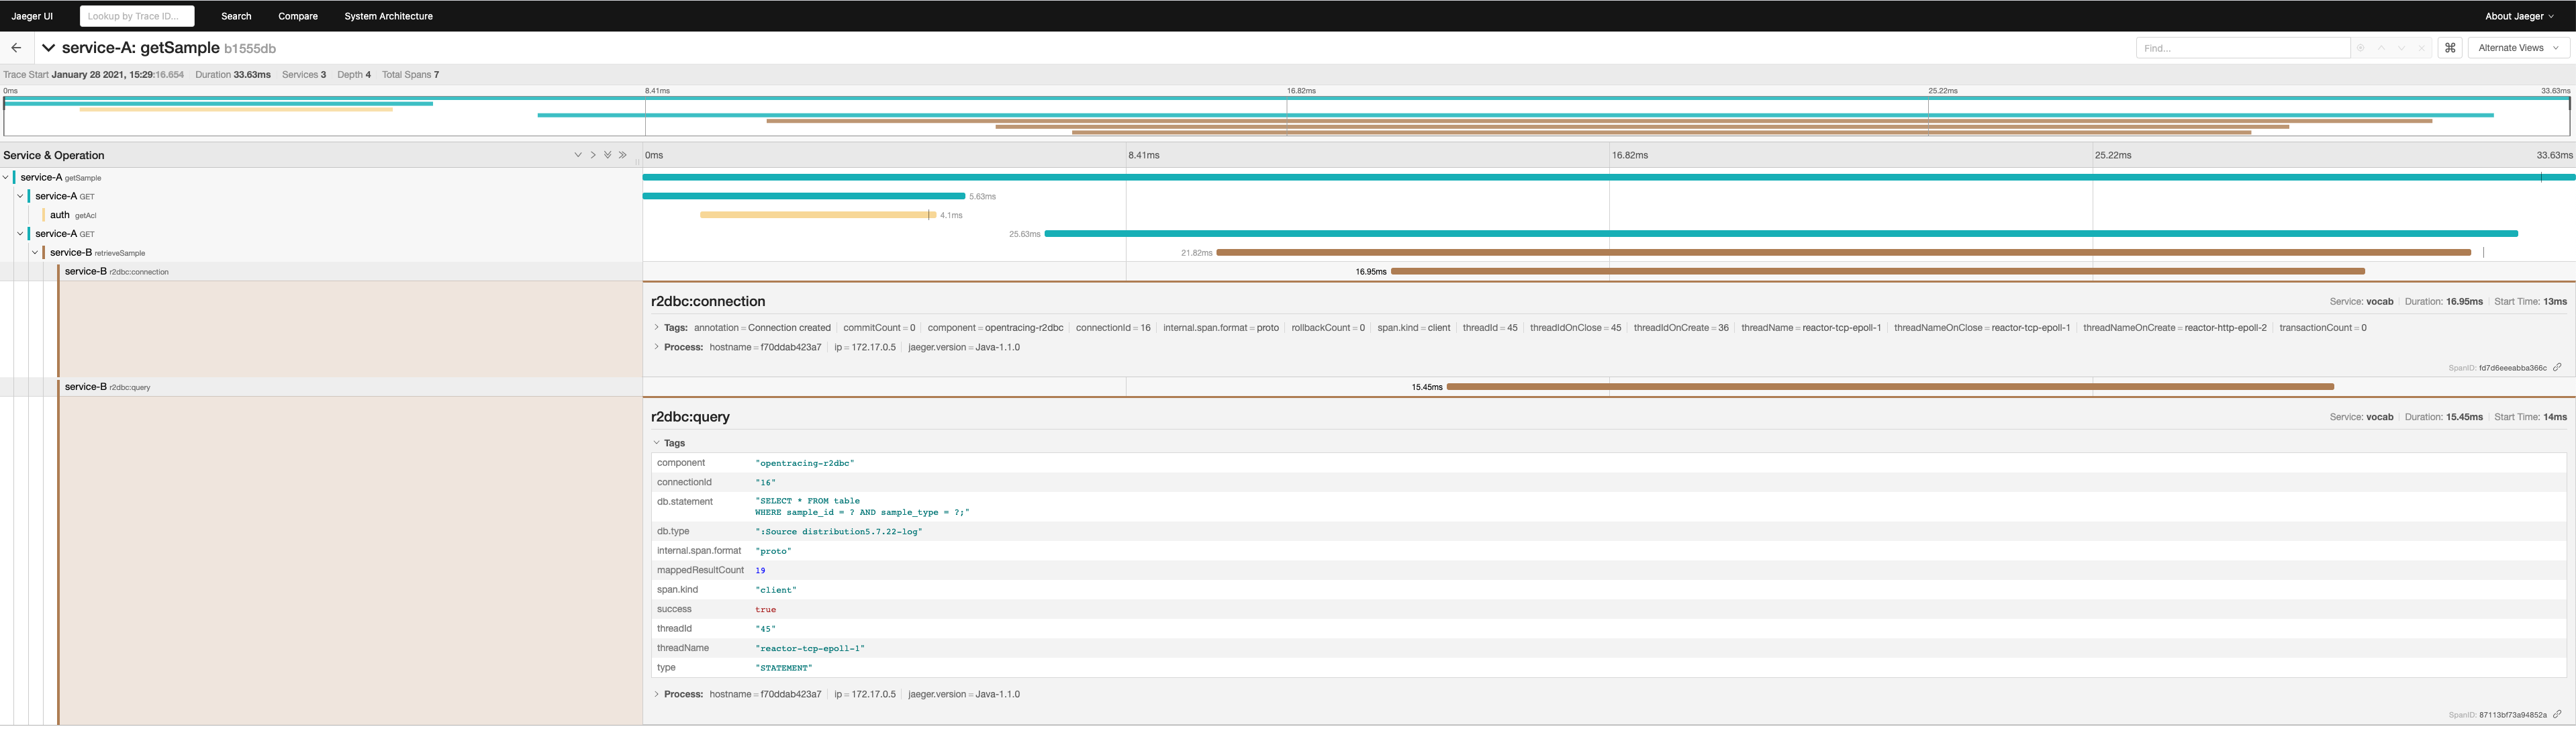 Jaeger UI Lookup by Trace ID... Search Compare System Architecture About Jaeger
service-A: getSample b1555db Find... Alternate Views
Trace Start January 28 2021, 15:29:16.654 Duration 33.63ms Services 3 Depth 4 Total Spans 7
0ms 8.41ms 16.82ms 25.22ms 33.63ms
Service & Operation 0ms 8.41ms 16.82ms 25.22ms 33.63ms
service-A getSample
service-A GET 5.63ms
auth getAcl 4.1ms
service-A GET 25.63ms
service-B retrieveSample 21.82ms
service-B r2dbc:connection 16.95ms
r2dbc:connection Service: vocab Duration: 16.95ms Start Time: 13ms
Tags: annotation = Connection created commitCount = 0 component = opentracing-r2dbc connectionId = 16 internal.span.format = proto rollbackCount = 0 span.kind = client threadId = 45 threadIdOnClose = 45 threadIdOnCreate = 36 threadName = reactor-tcp-epoll-1 threadNameOnClose = reactor-tcp-epoll-1 threadNameOnCreate = reactor-http-epoll-2 transactionCount = 0
Process: hostname = f70ddab423a7 ip = 172.17.0.5 jaeger.version = Java-1.1.0
SpanID: fd7d6eeeabba366c
service-B r2dbc:query 15.45ms
r2dbc:query Service: vocab Duration: 15.45ms Start Time: 14ms
Tags
component "opentracing-r2dbc"
connectionId "16"
db.statement "SELECT * FROM table
WHERE sample_id = ? AND sample_type = ?;"
db.type ":Source distribution5.7.22-log"
internal.span.format "proto"
mappedResultCount 19
span.kind "client"
success true
threadId "45"
threadName "reactor-tcp-epoll-1"
type "STATEMENT"
Process: hostname = f70ddab423a7 ip = 172.17.0.5 jaeger.version = Java-1.1.0
SpanID: 87113bf73a94852a